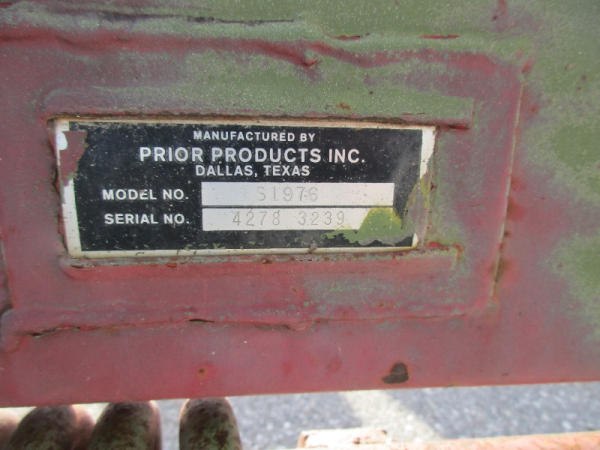 MANUFACTURED BY
PRIOR PRODUCTS INC.
DALLAS, TEXAS
MODEL NO. S1976
SERIAL NO. 4278 3239